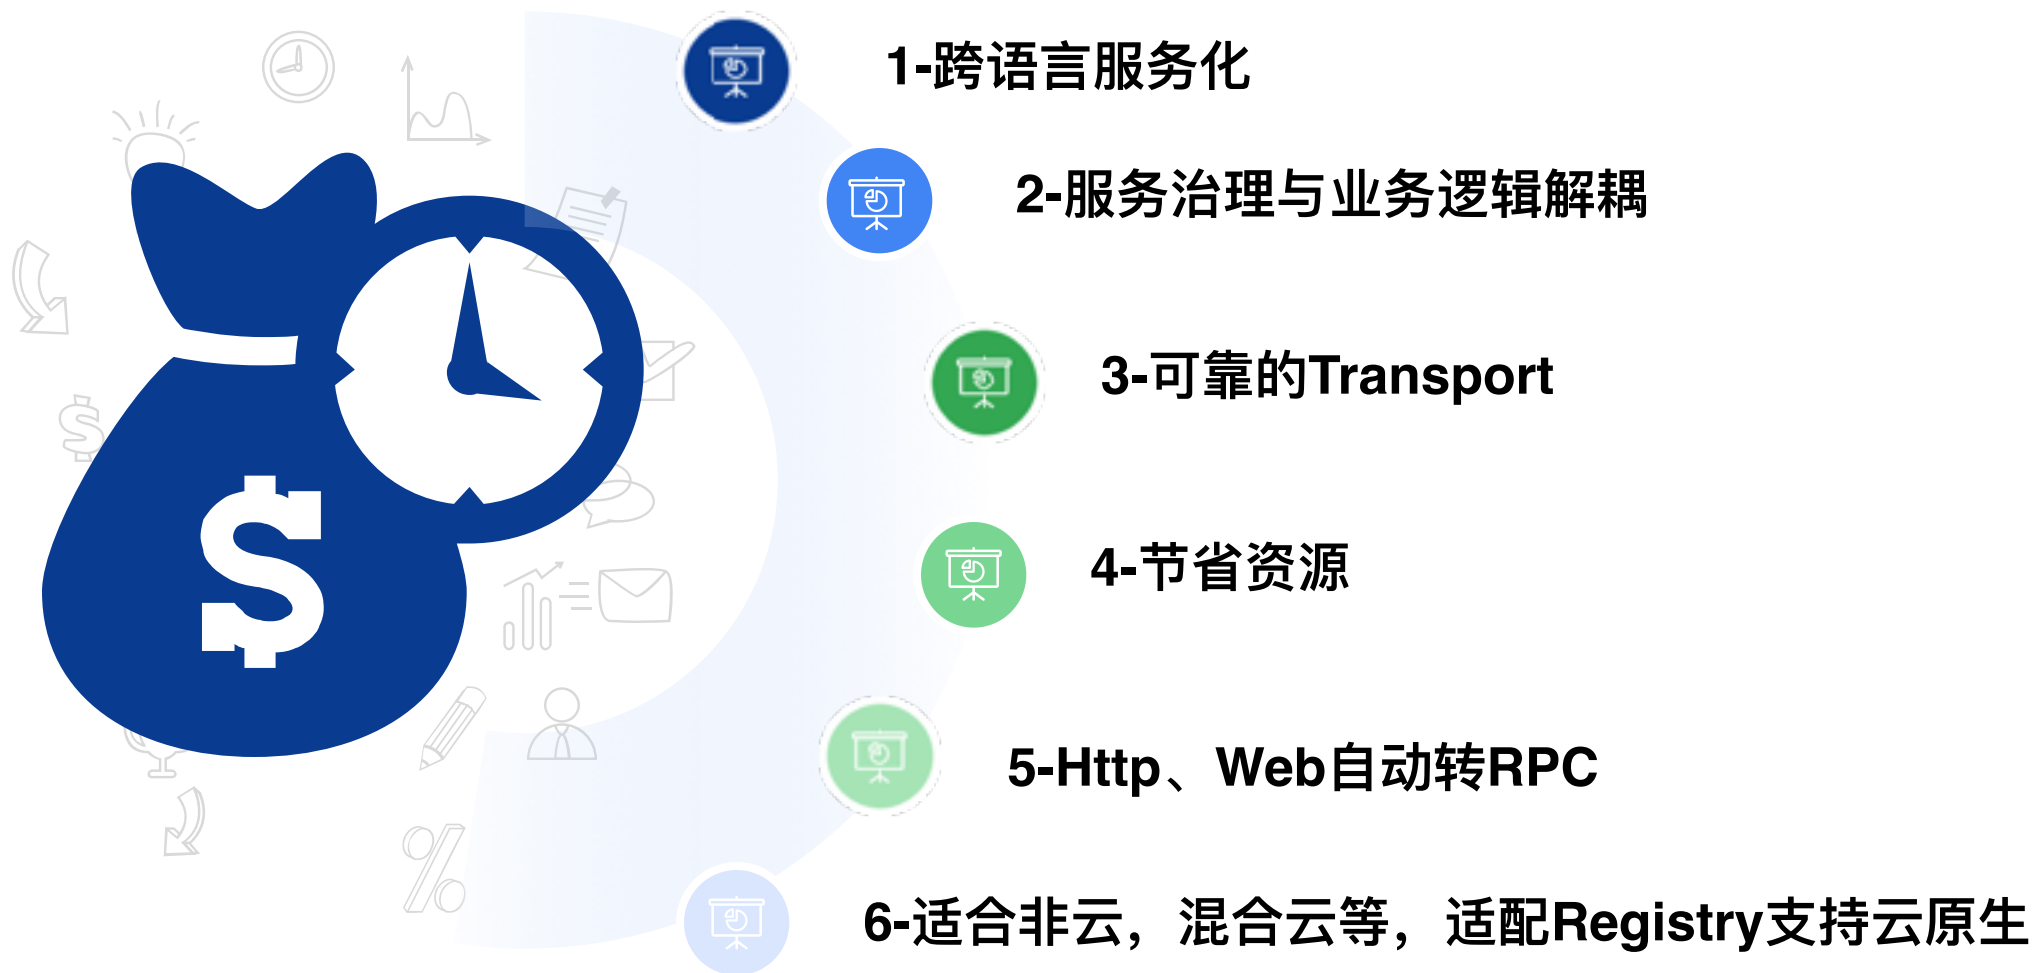 1-跨语言服务化
2-服务治理与业务逻辑解耦
3-可靠的Transport
4-节省资源
5-Http、Web自动转RPC
6-适合非云，混合云等，适配Registry支持云原生